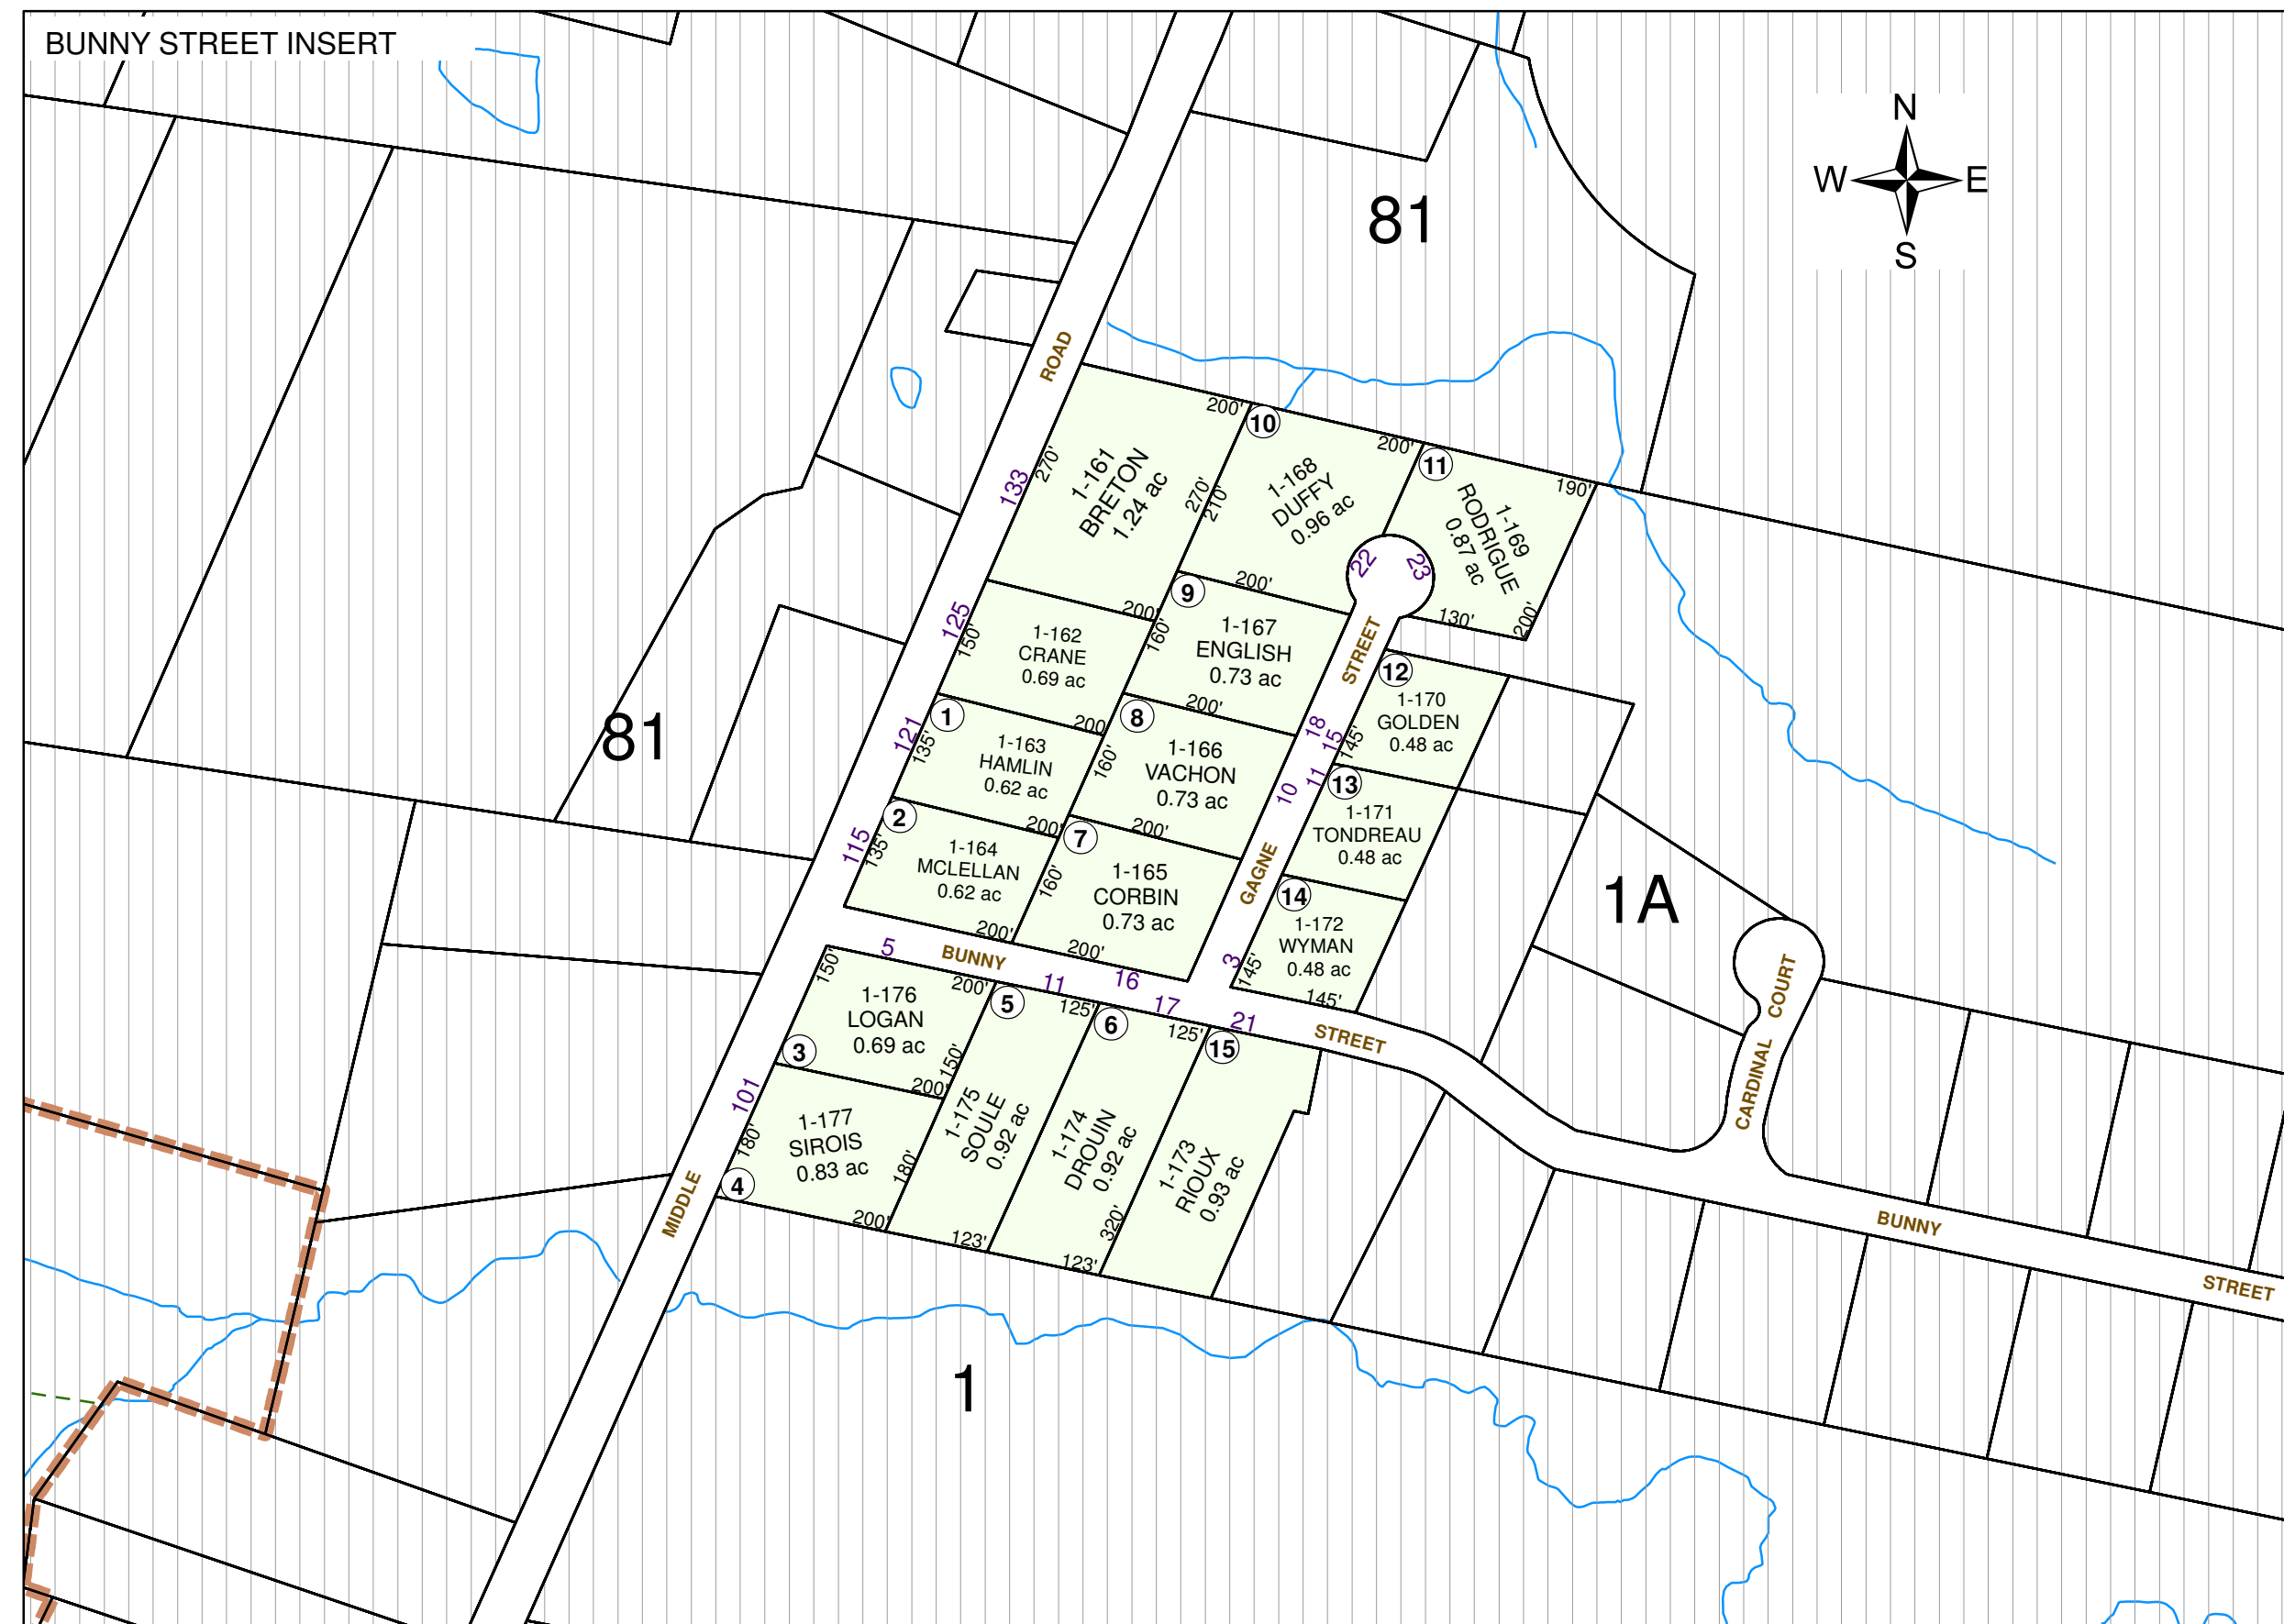 BUNNY STREET INSERT
N
W E
S
81
ROAD
200'
10
200'
11
190'
133
270'
1-161
BRETON
1.24 ac
270'
210'
1-168
DUFFY
0.96 ac
1-169
RODRIGUE
0.87 ac
22
23
200'
130'
200'
9
200'
125
150'
1-162
CRANE
0.69 ac
160'
1-167
ENGLISH
0.73 ac
STREET
12
1-170
GOLDEN
0.48 ac
145'
18
15
200'
200
8
1
121
135'
1-163
HAMLIN
0.62 ac
160'
1-166
VACHON
0.73 ac
10
11
13
1-171
TONDREAU
0.48 ac
81
2
200'
7
200'
115
135'
1-164
MCLELLAN
0.62 ac
160'
1-165
CORBIN
0.73 ac
GAGNE
14
1-172
WYMAN
0.48 ac
3
145'
145'
1A
200'
200'
5
BUNNY
11
16
17
21
STREET
COURT
CARDINAL
150'
1-176
LOGAN
0.69 ac
200'
5
125'
6
125'
15
3
150'
200'
101
180'
1-177
SIROIS
0.83 ac
180'
1-175
SOULE
0.92 ac
1-174
DROUIN
0.92 ac
1-173
RIOUX
0.93 ac
320'
4
MIDDLE
200'
123'
123'
BUNNY
STREET
1